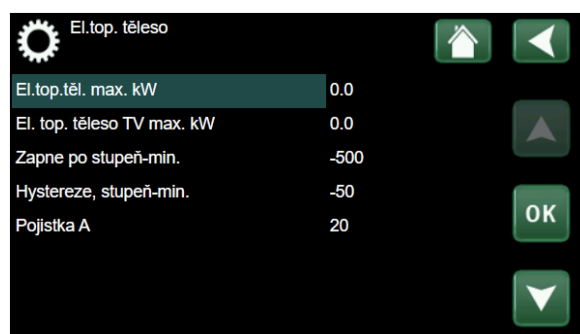 El.top. těleso
El.top.těl. max. kW 0.0
El. top. těleso TV max. kW 0.0
Zapne po stupeň-min. -500
Hystereze, stupeň-min. -50
Pojistka A 20
OK